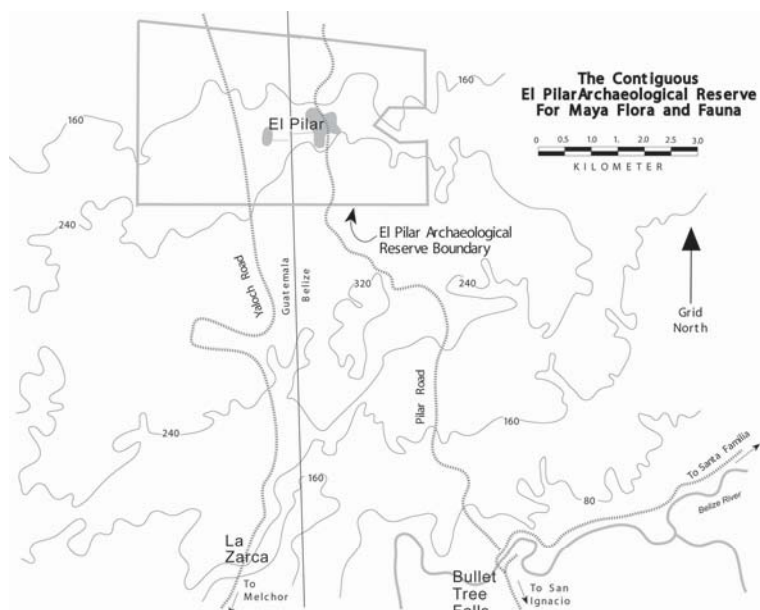 The Contiguous
El PilarArchaeological Reserve
For Maya Flora and Fauna
0 0.5 1.0 1. 2.0 2.5 3.0
KILOMETER
160
160
El Pilar
240
El Pilar Archaeological
Reserve Boundary
Yaloch Road
Guatemala
Belize
320
240
Grid
North
Pilar Road
160
240
160
To Santa Familia
80
Belize River
La
Zarca
To
Melchor
Bullet
Tree
Falls
To San
Ignacio